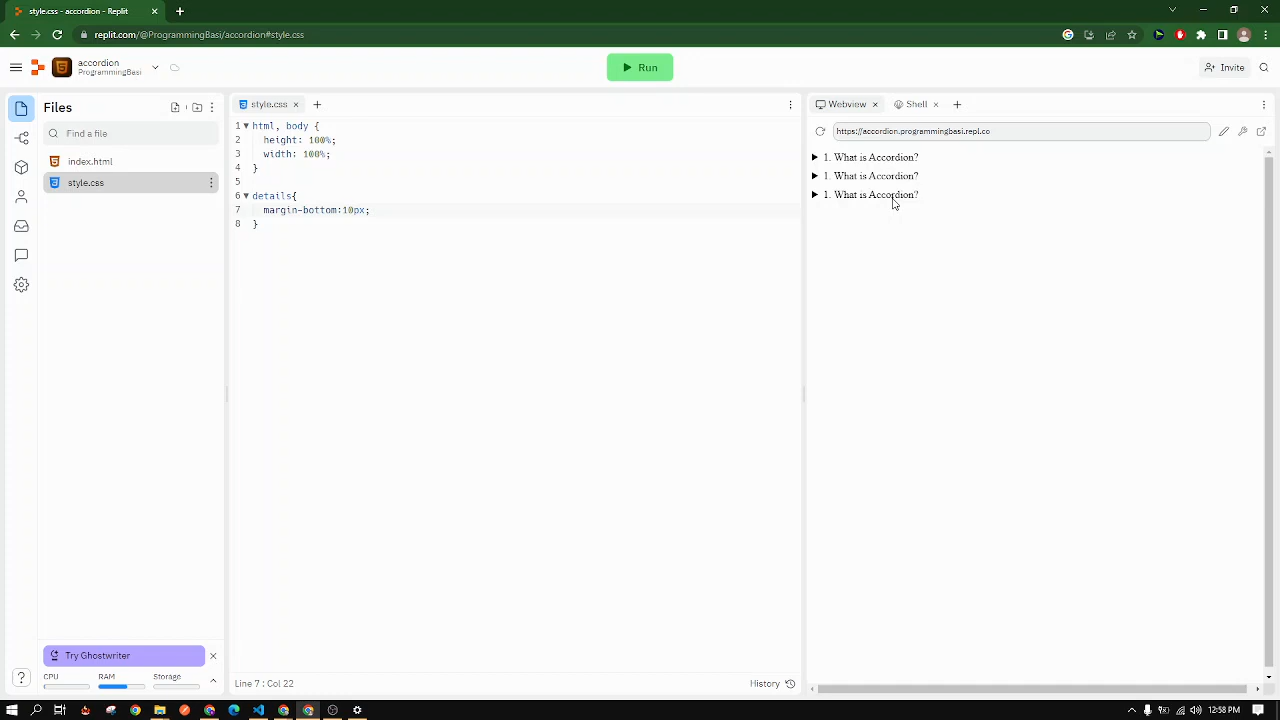 style.css - accordion - Replit
replit.com/@ProgrammingBasi/accordion#style.css
accordion
ProgrammingBasi
Run
Invite
Files
Find a file
index.html
style.css
Try Ghostwriter
CPU RAM Storage
style.css
1 html, body {
2 height: 100%;
3 width: 100%;
4 }
5
6 details{
7 margin-bottom:10px;
8 }
Line 7 : Col 22
History
Webview Shell
https://accordion.programmingbasi.repl.co
1. What is Accordion?
1. What is Accordion?
1. What is Accordion?
12:58 PM